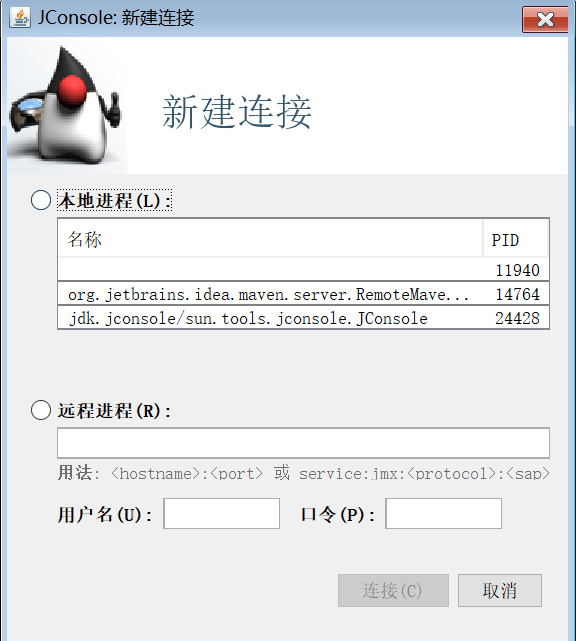 JConsole: 新建连接
新建连接
本地进程(L):
名称 PID
11940
org.jetbrains.idea.maven.server.RemoteMave... 14764
jdk.jconsole/sun.tools.jconsole.JConsole 24428
远程进程(R):
用法: <hostname>:<port> 或 service:jmx:<protocol>:<sap>
用户名(U): 口令(P):
连接(C) 取消